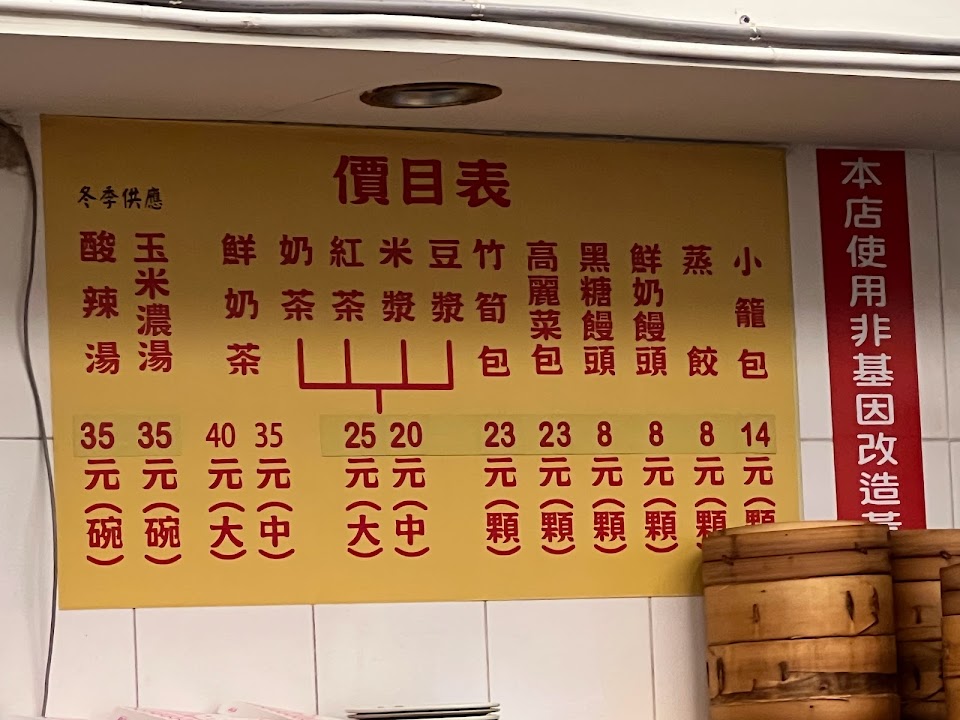 價目表
小籠包 14元(顆)
蒸餃 8元(顆)
鮮奶饅頭 8元(顆)
黑糖饅頭 8元(顆)
高麗菜包 23元(顆)
竹筍包 23元(顆)
豆漿
米漿
紅茶
奶茶
20元(中)
25元(大)
鮮奶茶
35元(中)
40元(大)
冬季供應
玉米濃湯 35元(碗)
酸辣湯 35元(碗)
本店使用非基因改造